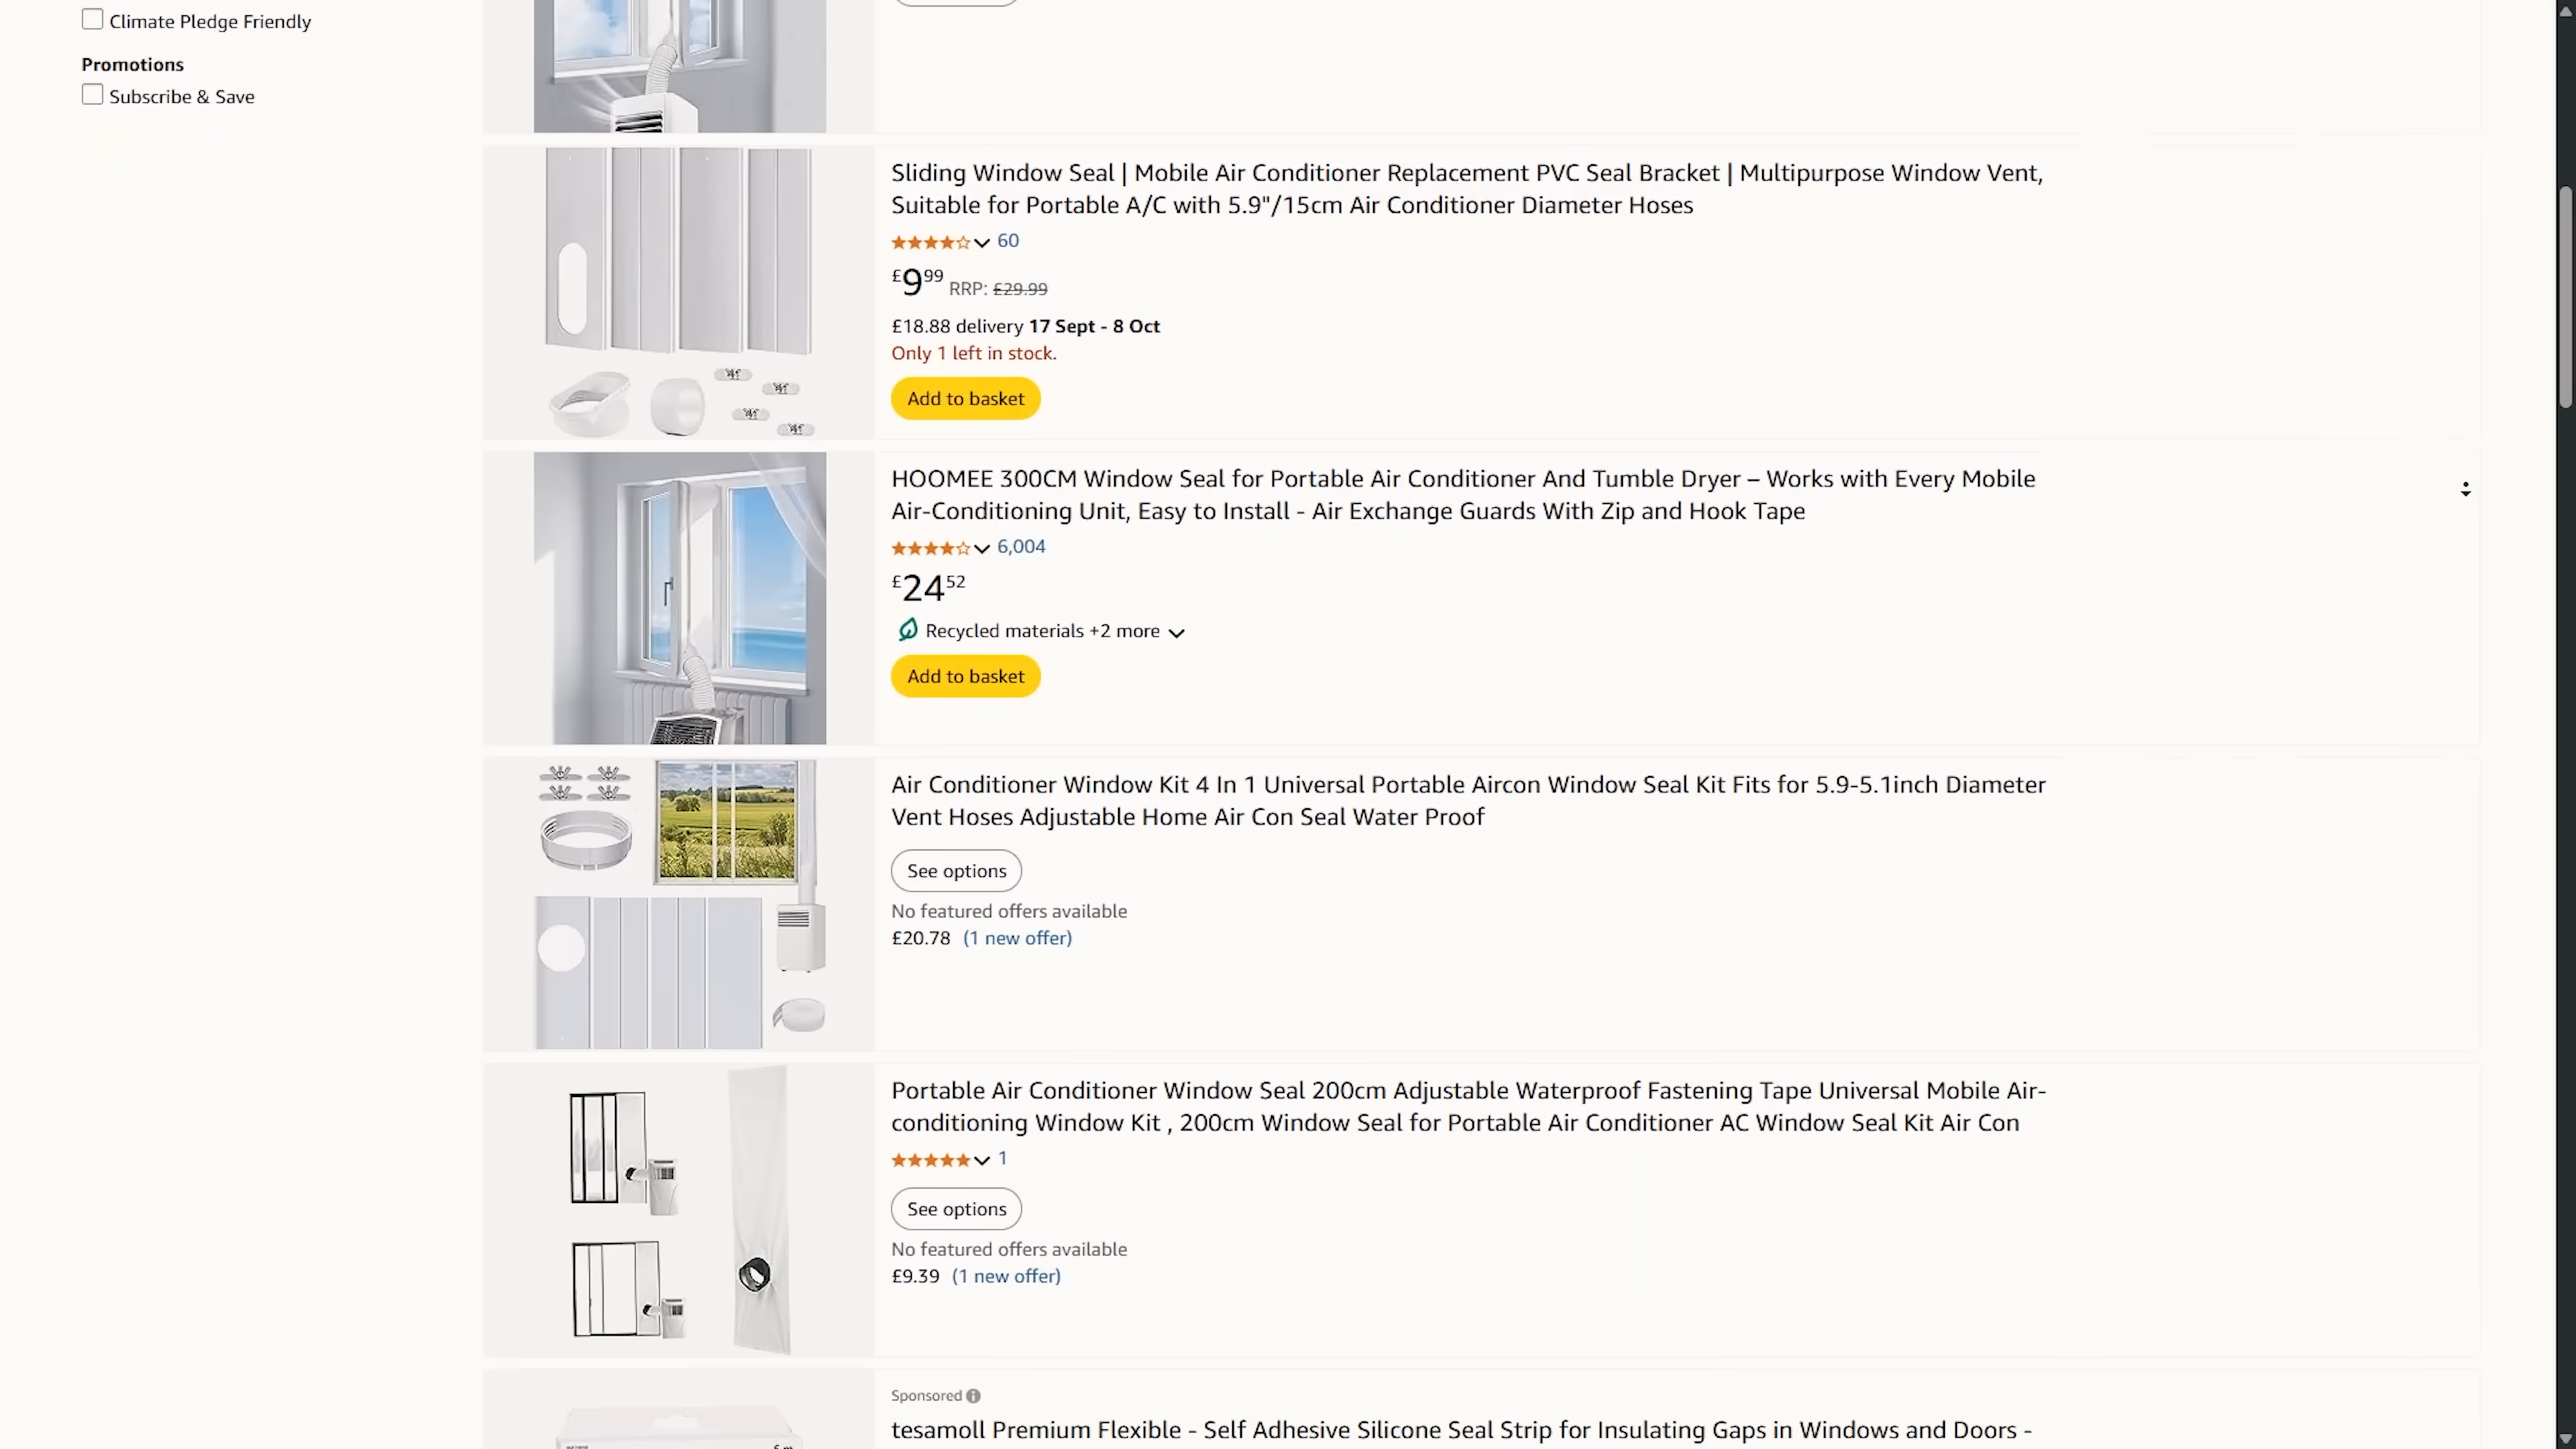 Climate Pledge Friendly
Promotions
Subscribe & Save
Sliding Window Seal | Mobile Air Conditioner Replacement PVC Seal Bracket | Multipurpose Window Vent,
Suitable for Portable A/C with 5.9"/15cm Air Conditioner Diameter Hoses
60
£9.99 RRP: £29.99
£18.88 delivery 17 Sept - 8 Oct
Only 1 left in stock.
Add to basket
HOOMEE 300CM Window Seal for Portable Air Conditioner And Tumble Dryer – Works with Every Mobile
Air-Conditioning Unit, Easy to Install - Air Exchange Guards With Zip and Hook Tape
6,004
£24.52
Recycled materials +2 more
Add to basket
Air Conditioner Window Kit 4 In 1 Universal Portable Aircon Window Seal Kit Fits for 5.9-5.1inch Diameter
Vent Hoses Adjustable Home Air Con Seal Water Proof
See options
No featured offers available
£20.78 (1 new offer)
Portable Air Conditioner Window Seal 200cm Adjustable Waterproof Fastening Tape Universal Mobile Air-
conditioning Window Kit , 200cm Window Seal for Portable Air Conditioner AC Window Seal Kit Air Con
1
See options
No featured offers available
£9.39 (1 new offer)
Sponsored
tesamoll Premium Flexible - Self Adhesive Silicone Seal Strip for Insulating Gaps in Windows and Doors -